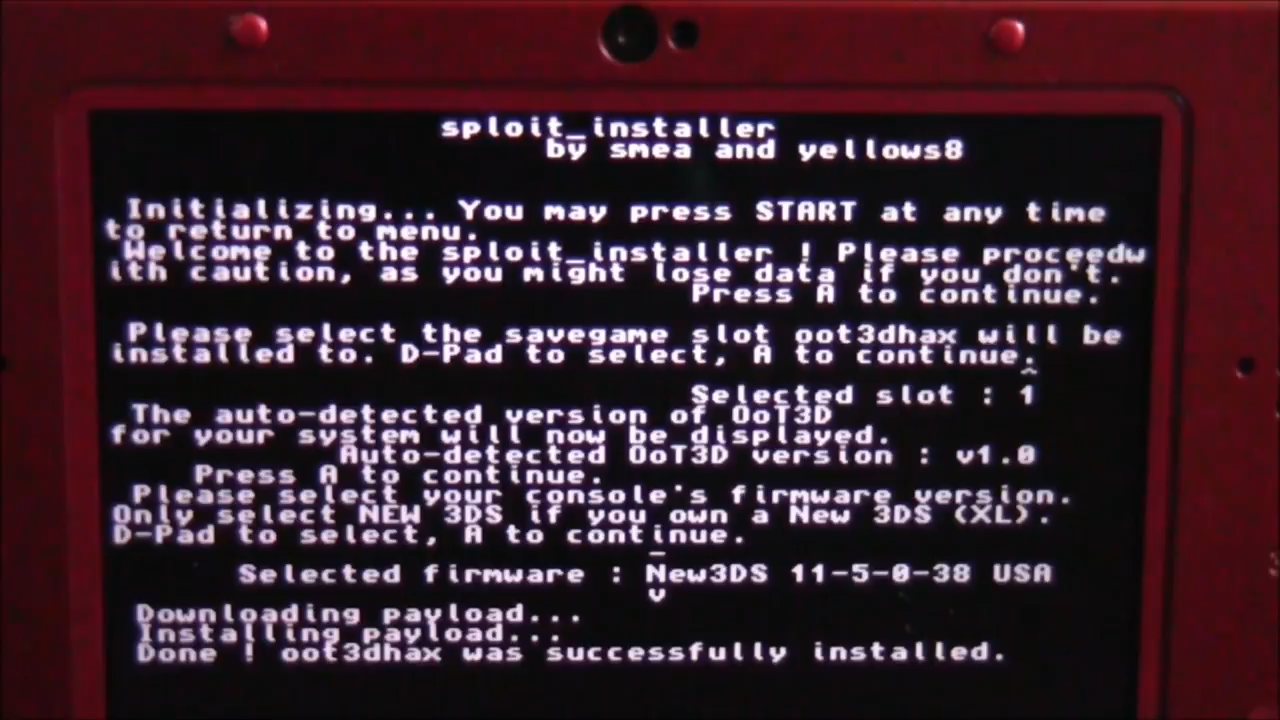 sploit_installer
by smea and yellows8
Initializing... You may press START at any time
to return to menu.
Welcome to the sploit_installer ! Please proceedw
ith caution, as you might lose data if you don't.
Press A to continue.
Please select the savegame slot oot3dhax will be
installed to. D-Pad to select, A to continue.
^
Selected slot : 1
The auto-detected version of OoT3D
for your system will now be displayed.
Auto-detected OoT3D version : v1.0
Press A to continue.
Please select your console's firmware version.
Only select NEW 3DS if you own a New 3DS (XL).
D-Pad to select, A to continue.
-
Selected firmware : New3DS 11-5-0-38 USA
v
Downloading payload...
Installing payload...
Done ! oot3dhax was successfully installed.